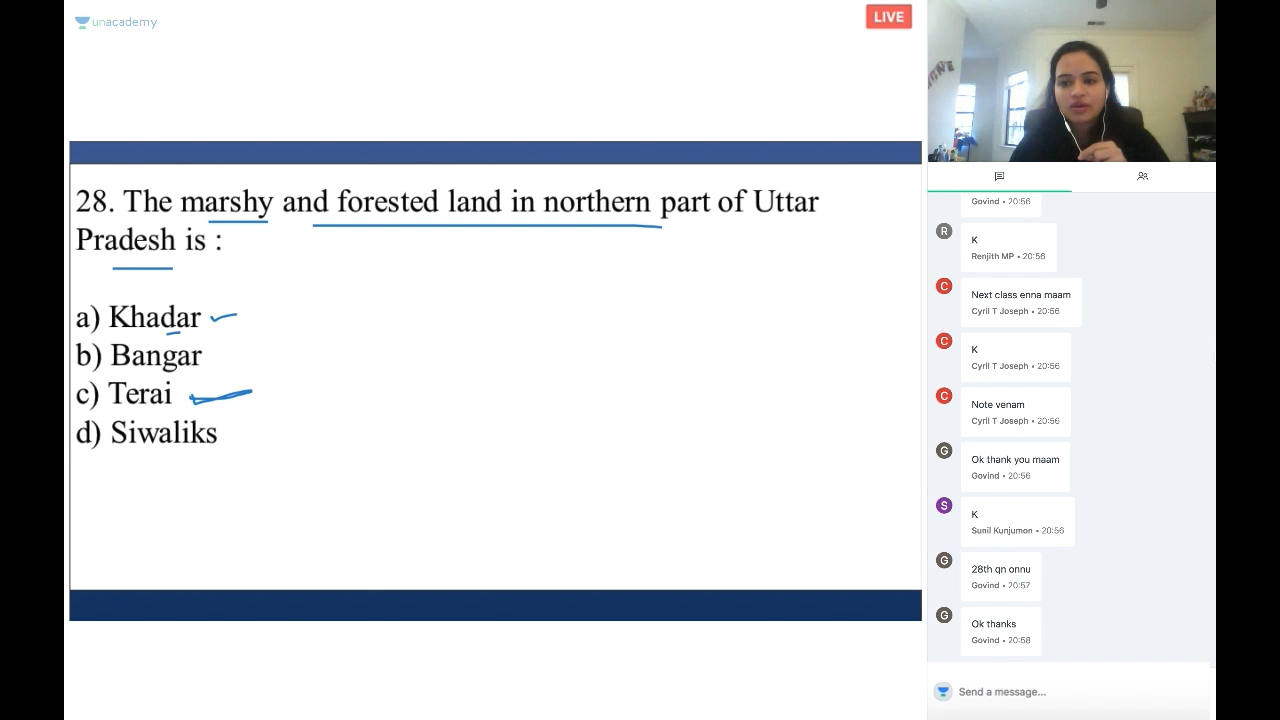 unacademy
LIVE
28. The marshy and forested land in northern part of Uttar
Pradesh is :
a) Khadar
b) Bangar
c) Terai
d) Siwaliks
Govind • 20:56
R
K
Renjith MP • 20:56
C
Next class enna maam
Cyril T Joseph • 20:56
C
K
Cyril T Joseph • 20:56
C
Note venam
Cyril T Joseph • 20:56
G
Ok thank you maam
Govind • 20:56
S
K
Sunil Kunjumon • 20:56
G
28th qn onnu
Govind • 20:57
G
Ok thanks
Govind • 20:58
Send a message...